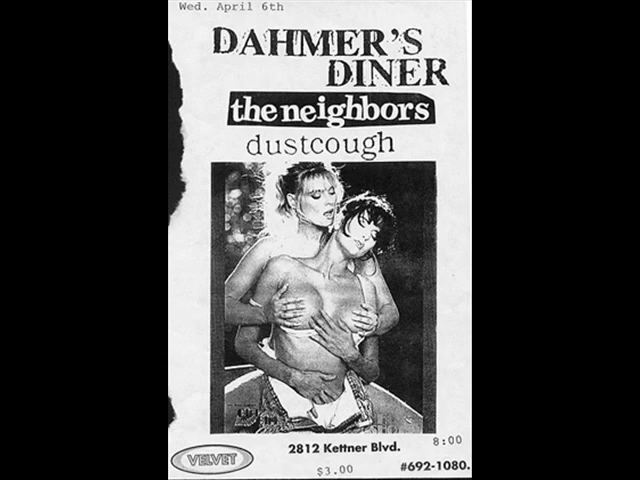 Wed. April 6th
DAHMER'S
DINER
the neighbors
dustcough
2812 Kettner Blvd.
8:00
VELVET
$3.00
#692-1080.